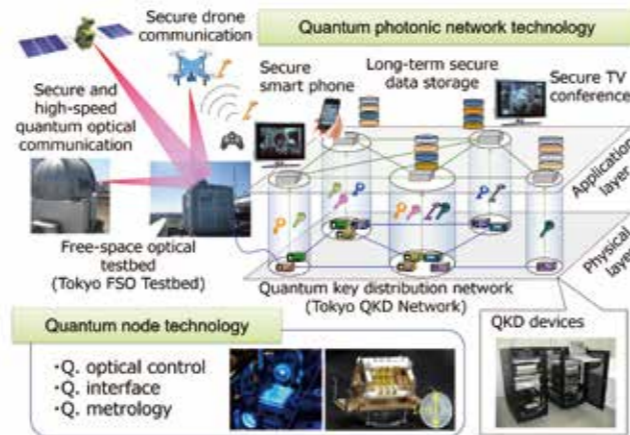 Secure drone
communication
Quantum photonic network technology
Secure
smart phone
Long-term secure
data storage
Secure TV
conference
Secure and
high-speed
quantum optical
communication
Application
layer
Physical
layer
Free-space optical
testbed
(Tokyo FSO Testbed)
Quantum key distribution network
(Tokyo QKD Network)
Quantum node technology
QKD devices
・Q. optical control
・Q. interface
・Q. metrology